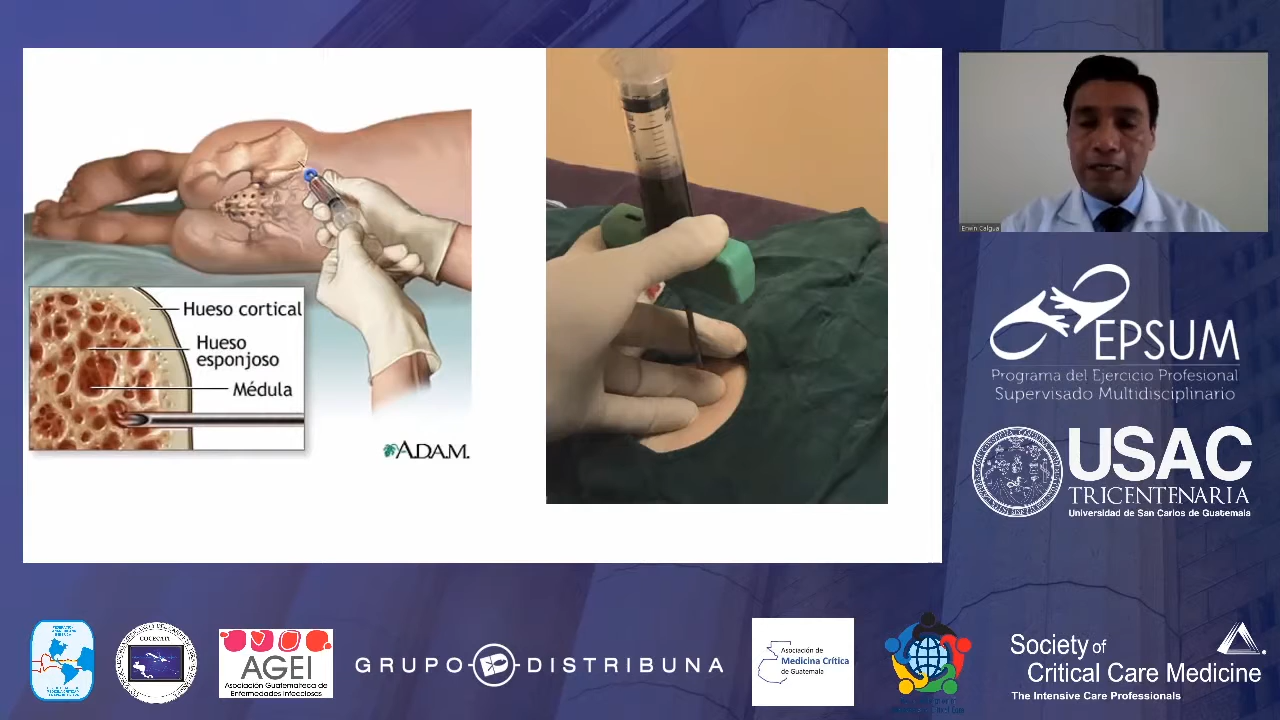 Hueso cortical
Hueso
esponjoso
Médula
A.D.A.M.
Erwin Calgua
EPSUM
Programa del Ejercicio Profesional
Supervisado Multidisciplinario
USAC
TRICENTENARIA
Universidad de San Carlos de Guatemala
COCECATI
AGEI
Asociación Guatemalteca de
Enfermedades Infecciosas
GRUPO DISTRIBUNA
Asociación de
Medicina Crítica
de Guatemala
Society of
Critical Care Medicine
The Intensive Care Professionals